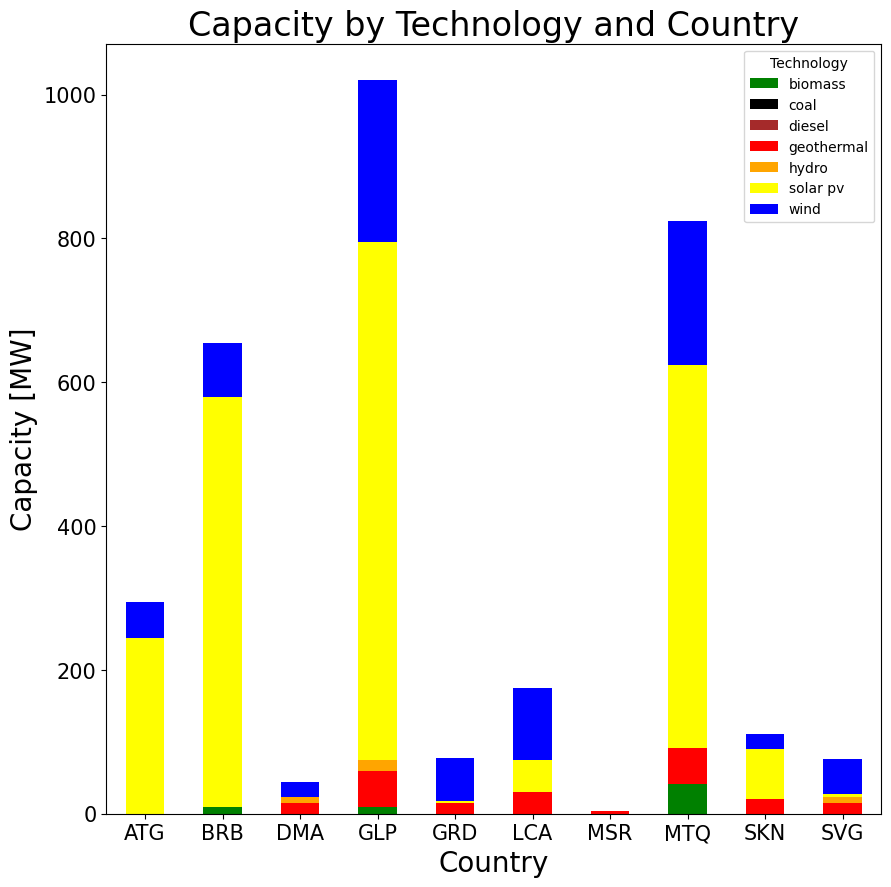 Capacity by Technology and Country
Technology
biomass
coal
diesel
geothermal
hydro
solar pv
wind
1000
800
600
400
200
0
Capacity [MW]
ATG BRB DMA GLP GRD LCA MSR MTQ SKN SVG
Country